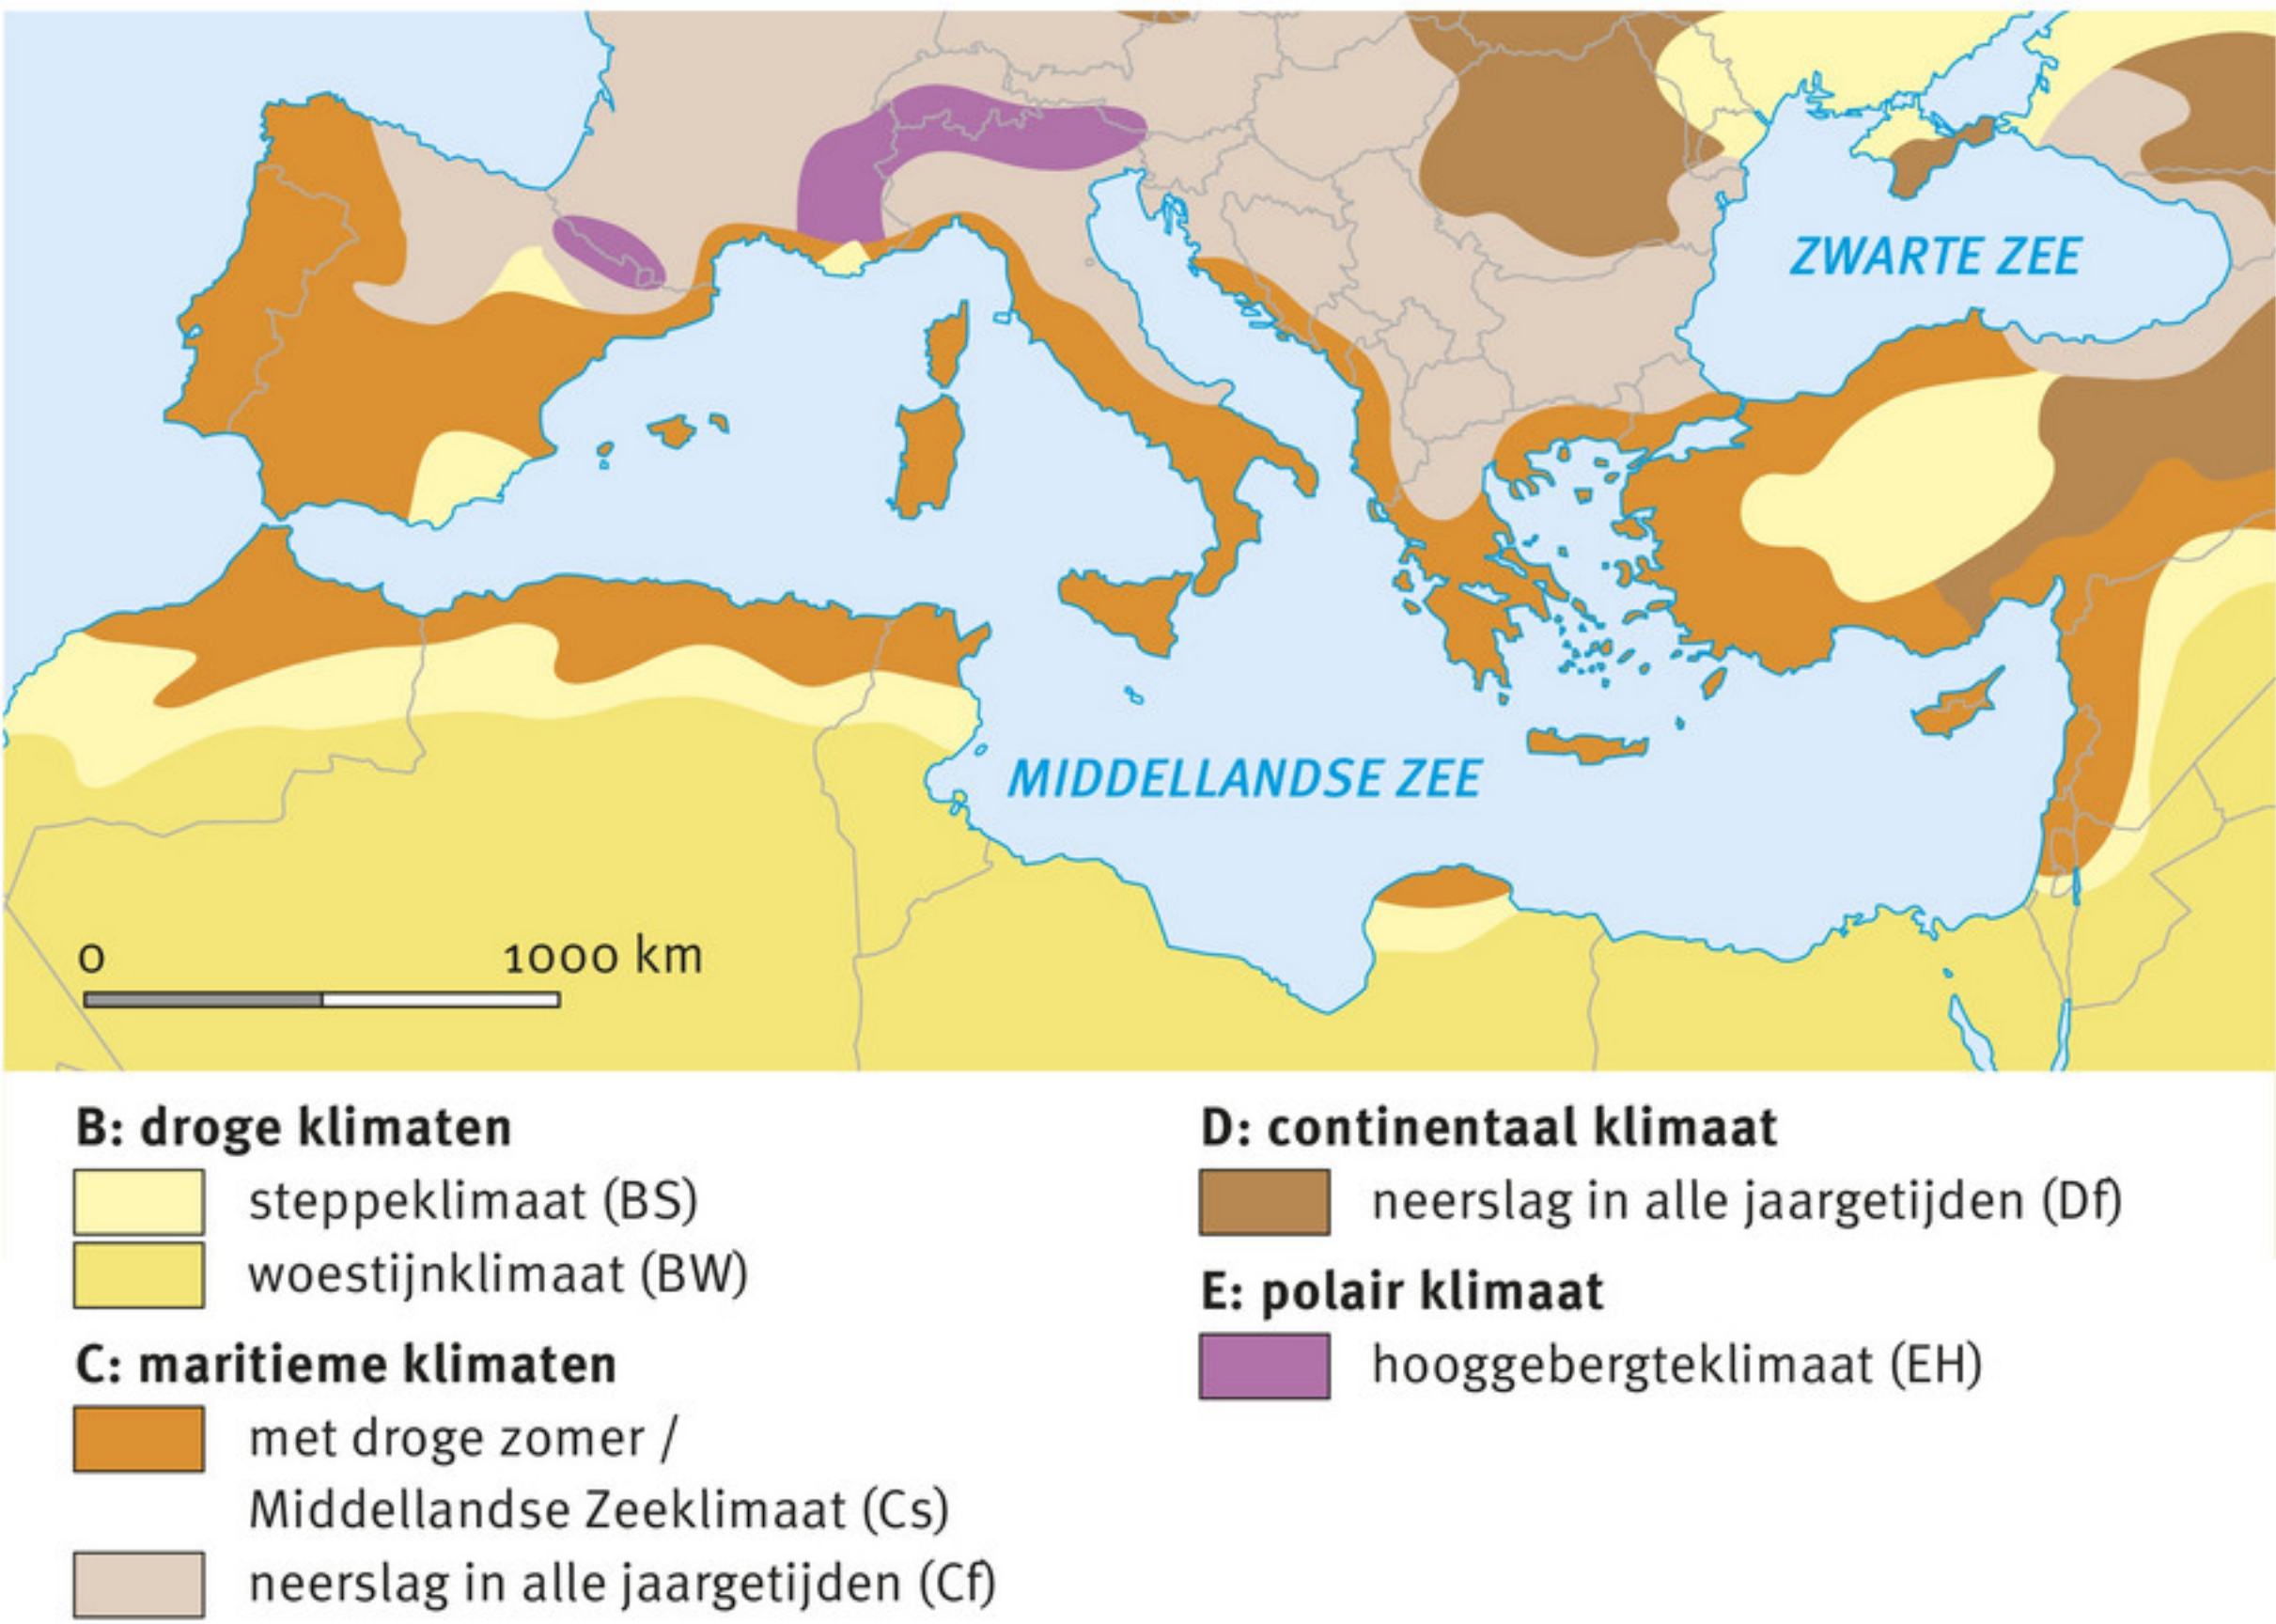 ZWARTE ZEE
MIDDELLANDSE ZEE
0 1000 km
B: droge klimaten
steppeklimaat (BS)
woestijnklimaat (BW)
C: maritieme klimaten
met droge zomer /
Middellandse Zeeklimaat (Cs)
neerslag in alle jaargetijden (Cf)
D: continentaal klimaat
neerslag in alle jaargetijden (Df)
E: polair klimaat
hooggebergteklimaat (EH)